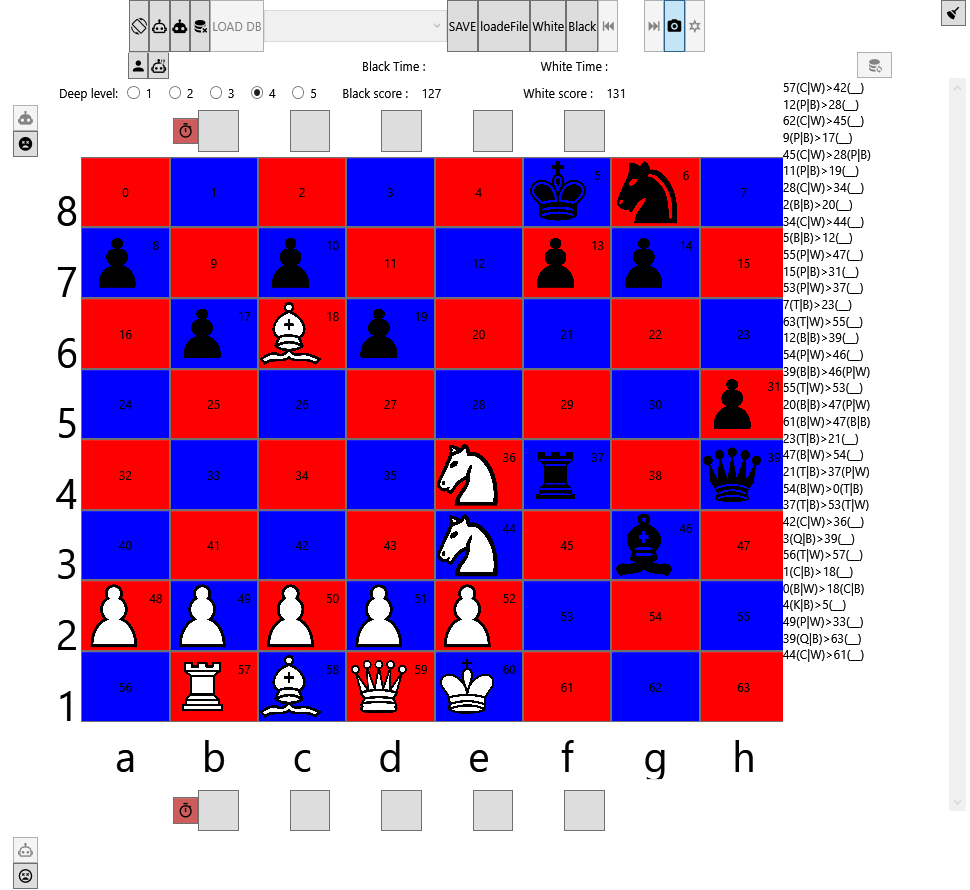 LOAD DB SAVE loadeFile White Black
Black Time : White Time :
Deep level: 1 2 3 4 5 Black score : 127 White score : 131
57(C|W)>42(__)
12(P|B)>28(__)
62(C|W)>45(__)
9(P|B)>17(__)
45(C|W)>28(P|B)
11(P|B)>19(__)
28(C|W)>34(__)
2(B|B)>20(__)
34(C|W)>44(__)
5(B|B)>12(__)
55(P|W)>47(__)
15(P|B)>31(__)
53(P|W)>37(__)
7(T|B)>23(__)
63(T|W)>55(__)
12(B|B)>39(__)
54(P|W)>46(__)
39(B|B)>46(P|W)
55(T|W)>53(__)
20(B|B)>47(P|W)
61(B|W)>47(B|B)
23(T|B)>21(__)
47(B|W)>54(__)
21(T|B)>37(P|W)
54(B|W)>0(T|B)
37(T|B)>53(T|W)
42(C|W)>36(__)
3(Q|B)>39(__)
56(T|W)>57(__)
1(C|B)>18(__)
0(B|W)>18(C|B)
4(K|B)>5(__)
49(P|W)>33(__)
39(Q|B)>63(__)
44(C|W)>61(__)
8 0 1 2 3 4 5 6 7
7 8 9 10 11 12 13 14 15
6 16 17 18 19 20 21 22 23
5 24 25 26 27 28 29 30 31
4 32 33 34 35 36 37 38 39
3 40 41 42 43 44 45 46 47
2 48 49 50 51 52 53 54 55
1 56 57 58 59 60 61 62 63
a b c d e f g h